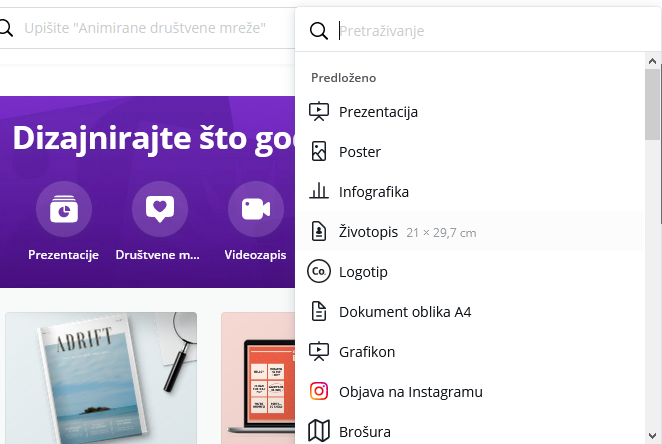 Upišite "Animirane društvene mreže"
Pretraživanje
Predloženo
Prezentacija
Poster
Infografika
Životopis 21 × 29,7 cm
Co. Logotip
Dokument oblika A4
Grafikon
Objava na Instagramu
Brošura
Dizajnirajte što go
Prezentacije
Društvene m...
Videozapis
ADRIFT